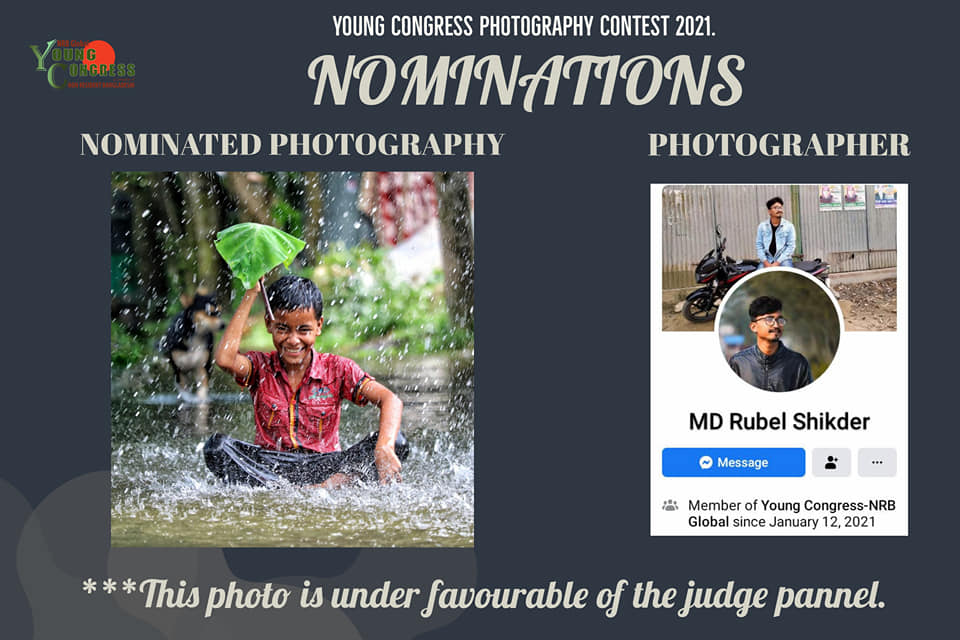 YOUNG CONGRESS PHOTOGRAPHY CONTEST 2021.
NOMINATIONS
YOUNG
CONGRESS
NOMINATED PHOTOGRAPHY
PHOTOGRAPHER
MD Rubel Shikder
Message
Member of Young Congress-NRB
Global since January 12, 2021
***This photo is under favourable of the judge pannel.